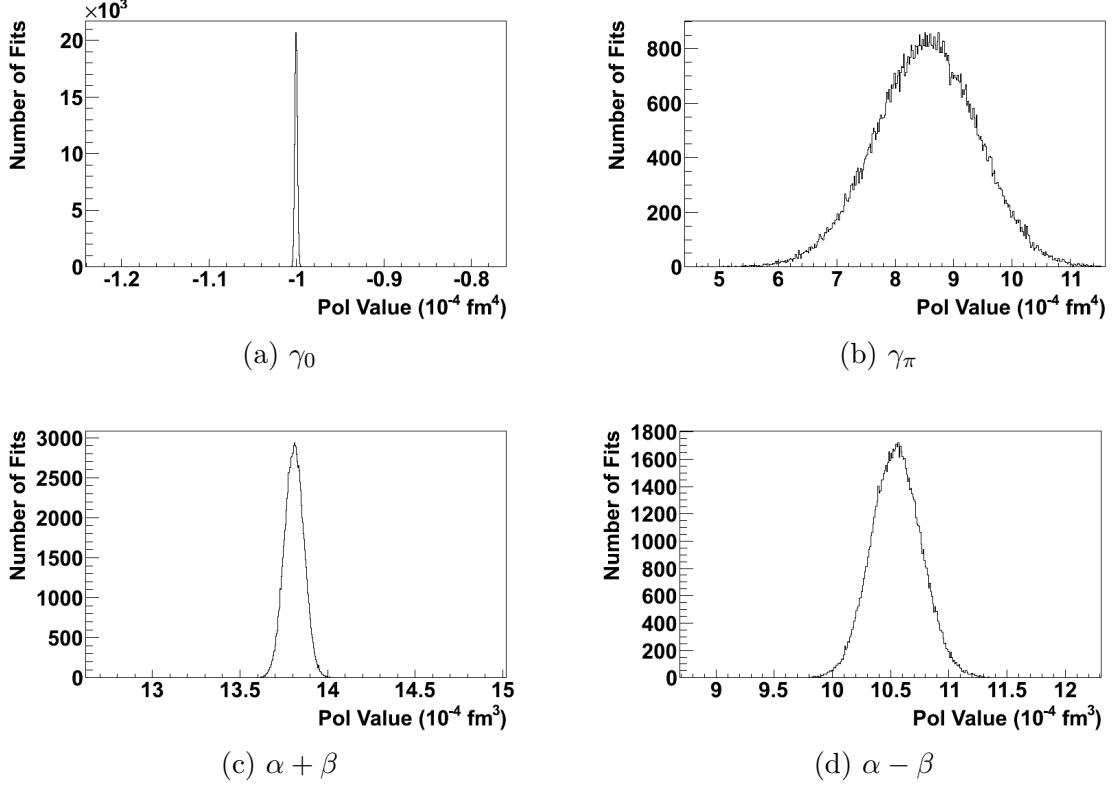 ×10³
Number of Fits
20
15
10
5
0
-1.2 -1.1 -1 -0.9 -0.8
Pol Value (10⁻⁴ fm⁴)
(a) γ₀
Number of Fits
800
600
400
200
0
5 6 7 8 9 10 11
Pol Value (10⁻⁴ fm⁴)
(b) γπ
Number of Fits
3000
2500
2000
1500
1000
500
0
13 13.5 14 14.5 15
Pol Value (10⁻⁴ fm³)
(c) α + β
Number of Fits
1800
1600
1400
1200
1000
800
600
400
200
0
9 9.5 10 10.5 11 11.5 12
Pol Value (10⁻⁴ fm³)
(d) α − β